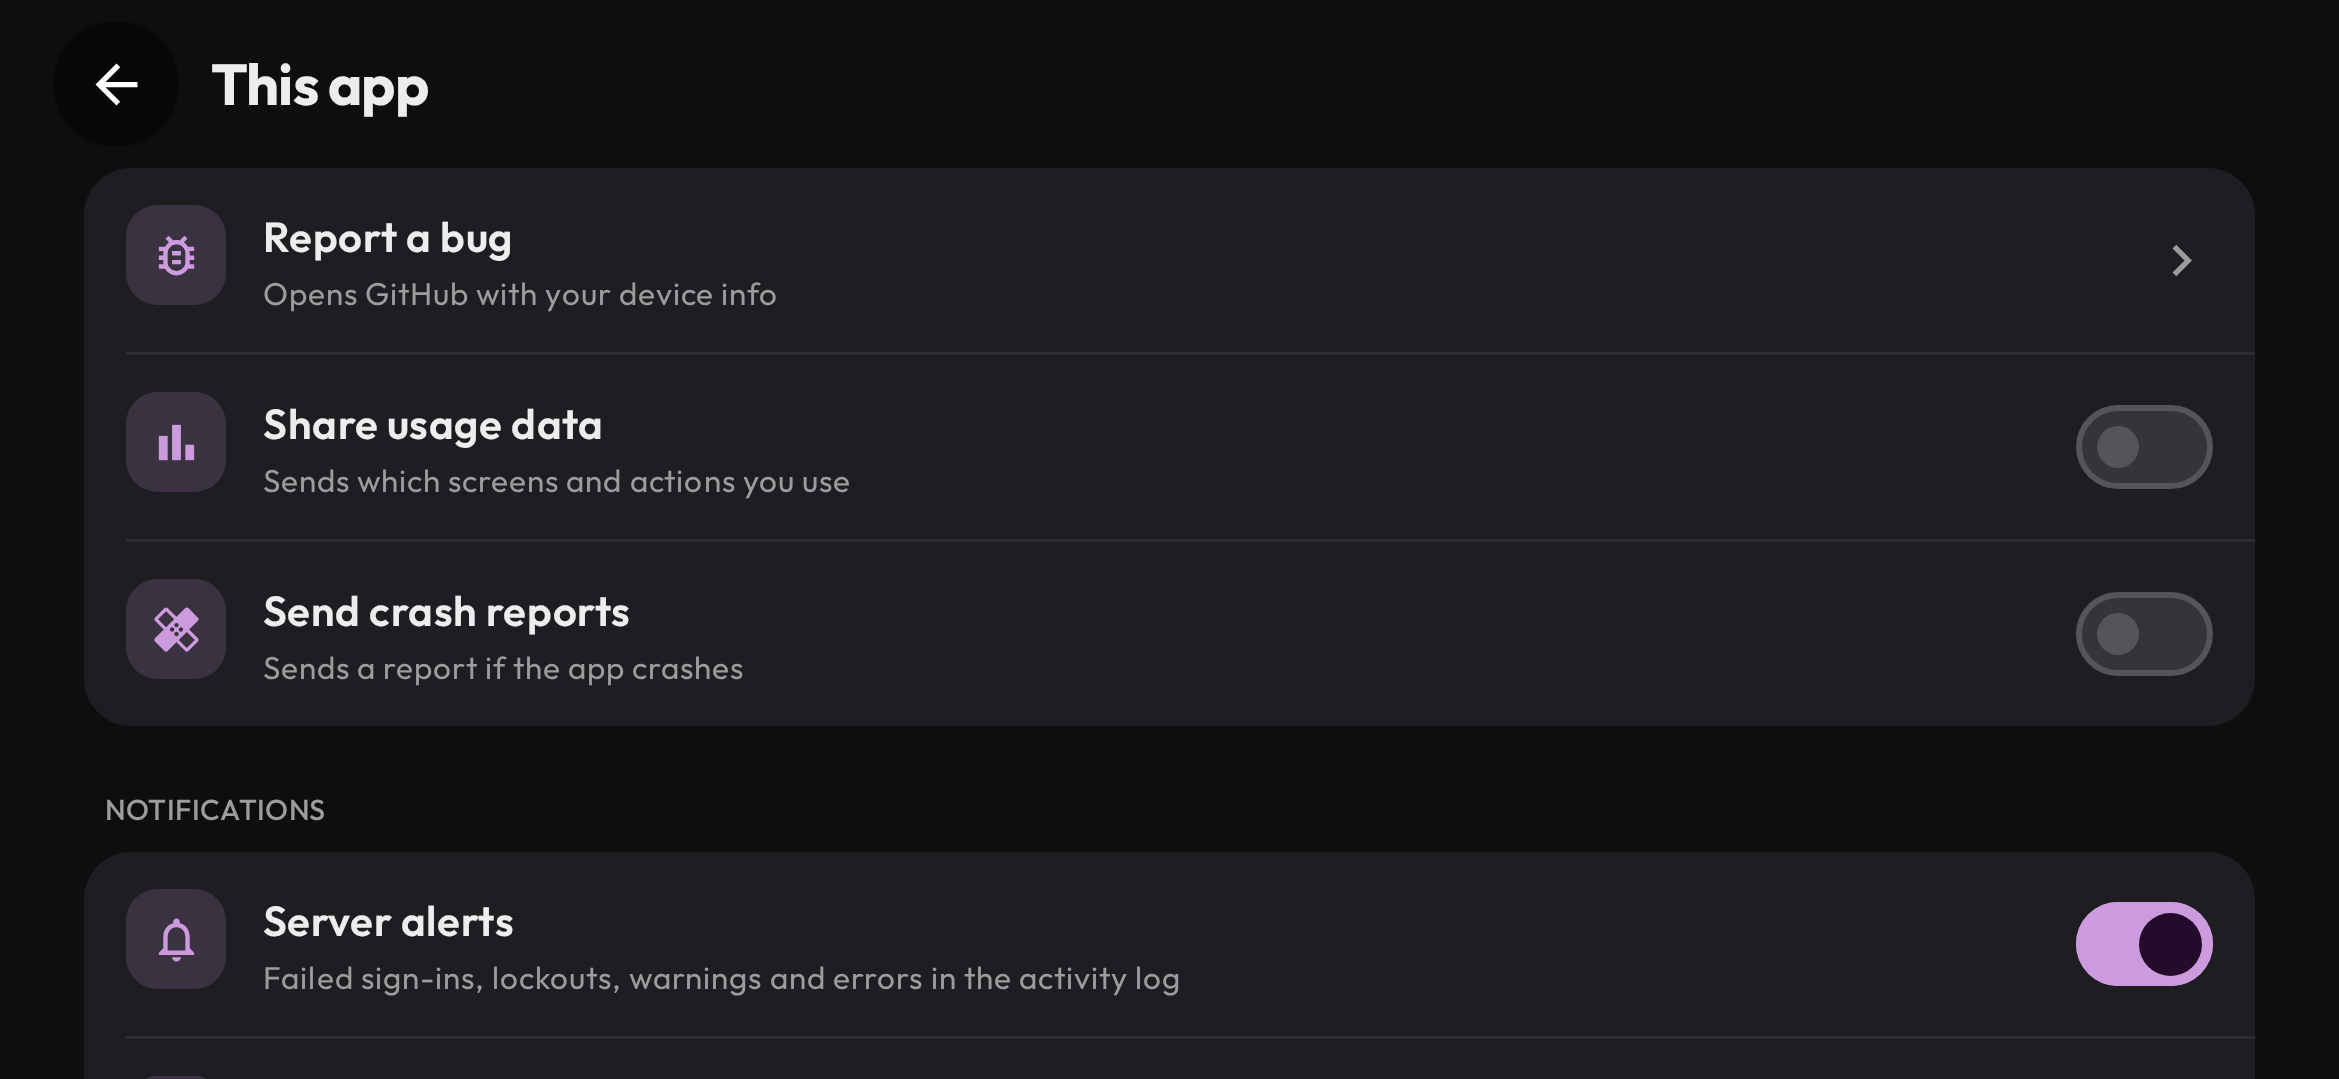 This app
Report a bug
Opens GitHub with your device info
Share usage data
Sends which screens and actions you use
Send crash reports
Sends a report if the app crashes
NOTIFICATIONS
Server alerts
Failed sign-ins, lockouts, warnings and errors in the activity log